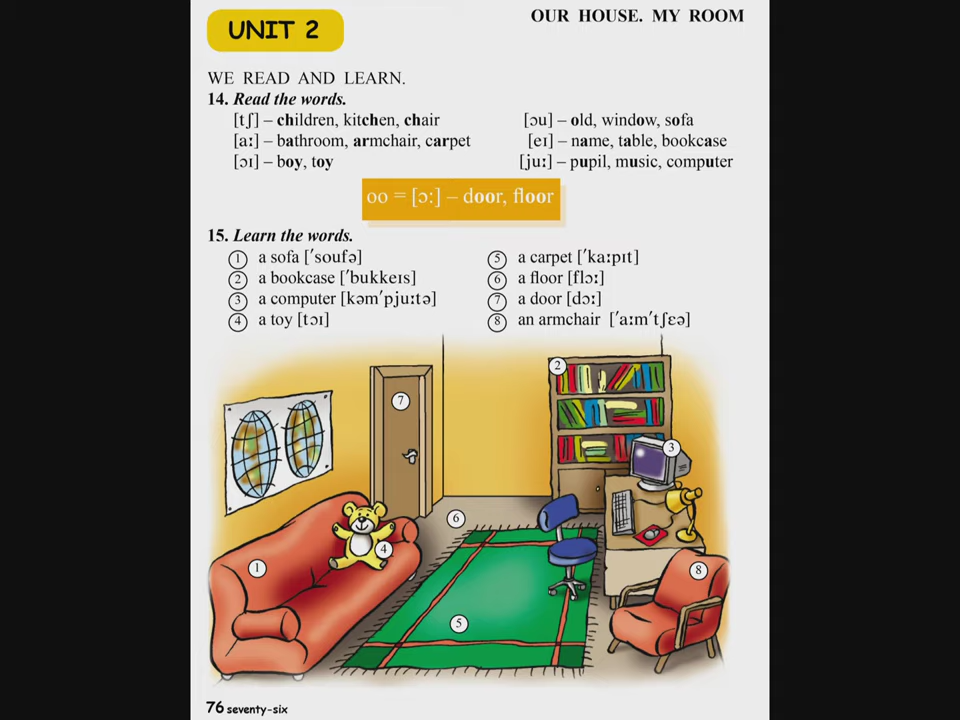 UNIT 2
OUR HOUSE. MY ROOM
WE READ AND LEARN.
14. Read the words.
[tʃ] – children, kitchen, chair
[aː] – bathroom, armchair, carpet
[ɔɪ] – boy, toy
[ɔu] – old, window, sofa
[eɪ] – name, table, bookcase
[juː] – pupil, music, computer
oo = [ɔː] – door, floor
15. Learn the words.
1 a sofa [ˈsoufə]
2 a bookcase [ˈbukkeɪs]
3 a computer [kəmˈpjuːtə]
4 a toy [tɔɪ]
5 a carpet [ˈkaːpɪt]
6 a floor [flɔː]
7 a door [dɔː]
8 an armchair [ˈaːmˈtʃɛə]
2
7
3
6
4
1
8
5
76 seventy-six